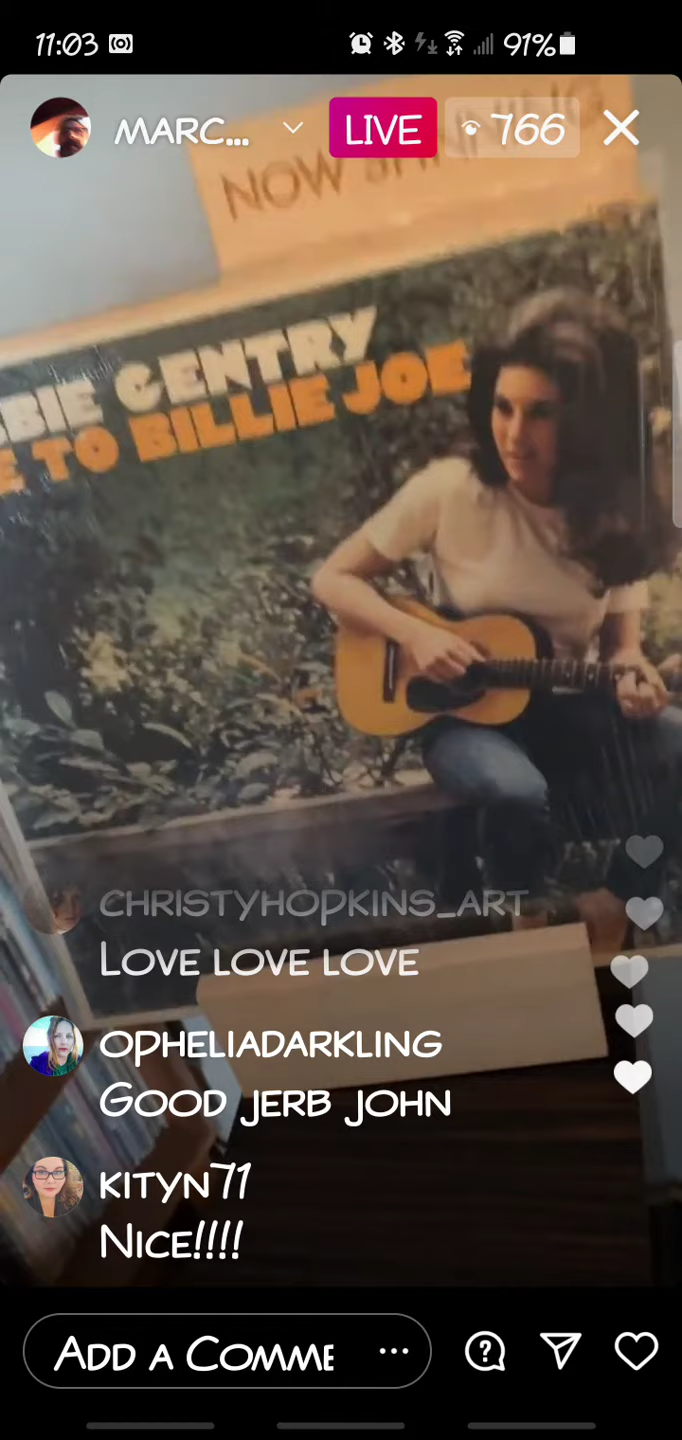 11:03
91%
MARC...
LIVE
766
NOW
BIE GENTRY
E TO BILLIE JOE
CHRISTYHOPKINS_ART
LOVE LOVE LOVE
OPHELIADARKLING
GOOD JERB JOHN
KITYN71
NICE!!!!
ADD A COMME